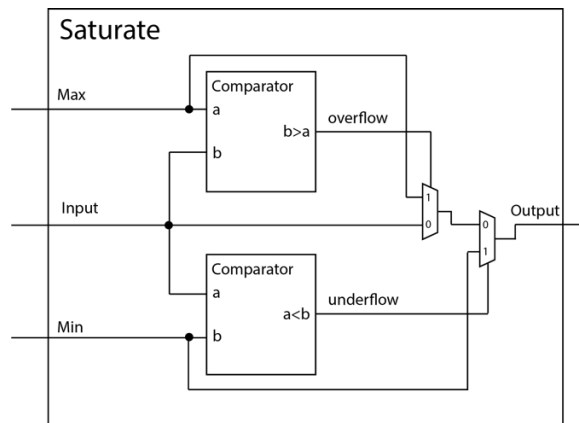 Saturate
Max
Comparator
a
b>a
overflow
b
1
0
Input
Output
0
1
Comparator
a
a<b
underflow
Min
b